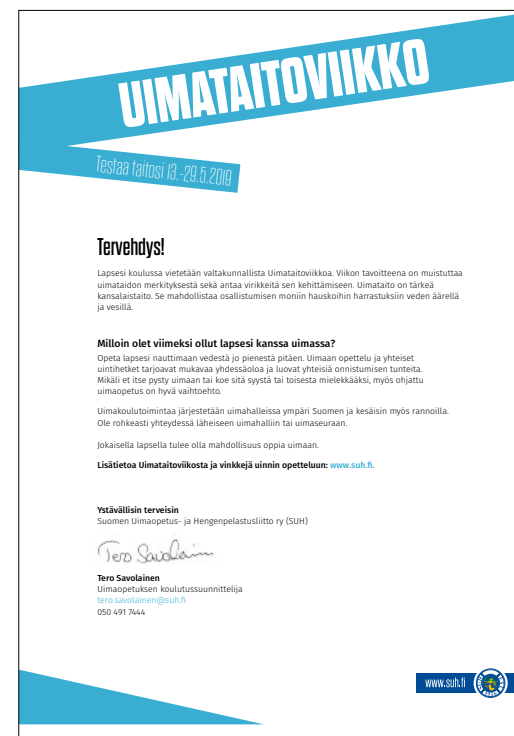 UIMATAITOVIIKKO
Testaa taitosi 13.-29.5.2019
Tervehdys!
Lapsesi koulussa vietetään valtakunnallista Uimataitoviikkoa. Viikon tavoitteena on muistuttaa
uimataidon merkityksestä sekä antaa virikkeitä sen kehittämiseen. Uimataito on tärkeä
kansalaistaito. Se mahdollistaa osallistumisen moniin hauskoihin harrastuksiin veden äärellä
ja vesillä.
Milloin olet viimeksi ollut lapsesi kanssa uimassa?
Opeta lapsesi nauttimaan vedestä jo pienestä pitäen. Uimaan opettelu ja yhteiset
uintihetket tarjoavat mukavaa yhdessäoloa ja luovat yhteisiä onnistumisen tunteita.
Mikäli et itse pysty uimaan tai koe sitä syystä tai toisesta mielekkääksi, myös ohjattu
uimaopetus on hyvä vaihtoehto.
Uimakoulutoimintaa järjestetään uimahalleissa ympäri Suomen ja kesäisin myös rannoilla.
Ole rohkeasti yhteydessä läheiseen uimahalliin tai uimaseuraan.
Jokaisella lapsella tulee olla mahdollisuus oppia uimaan.
Lisätietoa Uimataitoviikosta ja vinkkejä uinnin opetteluun: www.suh.fi.
Ystävällisin terveisin
Suomen Uimaopetus- ja Hengenpelastusliitto ry (SUH)
Tero Savolainen
Tero Savolainen
Uimaopetuksen koulutussuunnittelija
tero.savolainen@suh.fi
050 491 7444
www.suh.fi